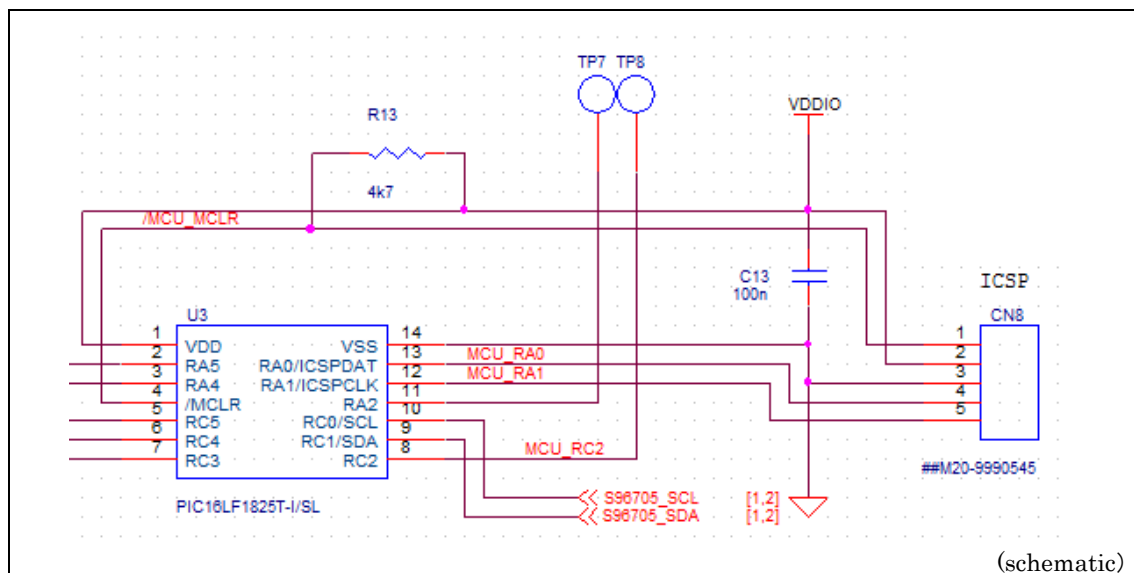 TP7 TP8
R13
4k7
VDDIO
/MCU_MCLR
C13
100n
ICSP
CN8
1
2
3
4
5
##M20-9990545
U3
1 VDD VSS 14
2 RA5 RA0/ICSPDAT 13 MCU_RA0
3 RA4 RA1/ICSPCLK 12 MCU_RA1
4 /MCLR RA2 11
5 RC5 RC0/SCL 10
6 RC4 RC1/SDA 9
7 RC3 RC2 8 MCU_RC2
PIC16LF1825T-I/SL
S96705_SCL [1,2]
S96705_SDA [1,2]
(schematic)